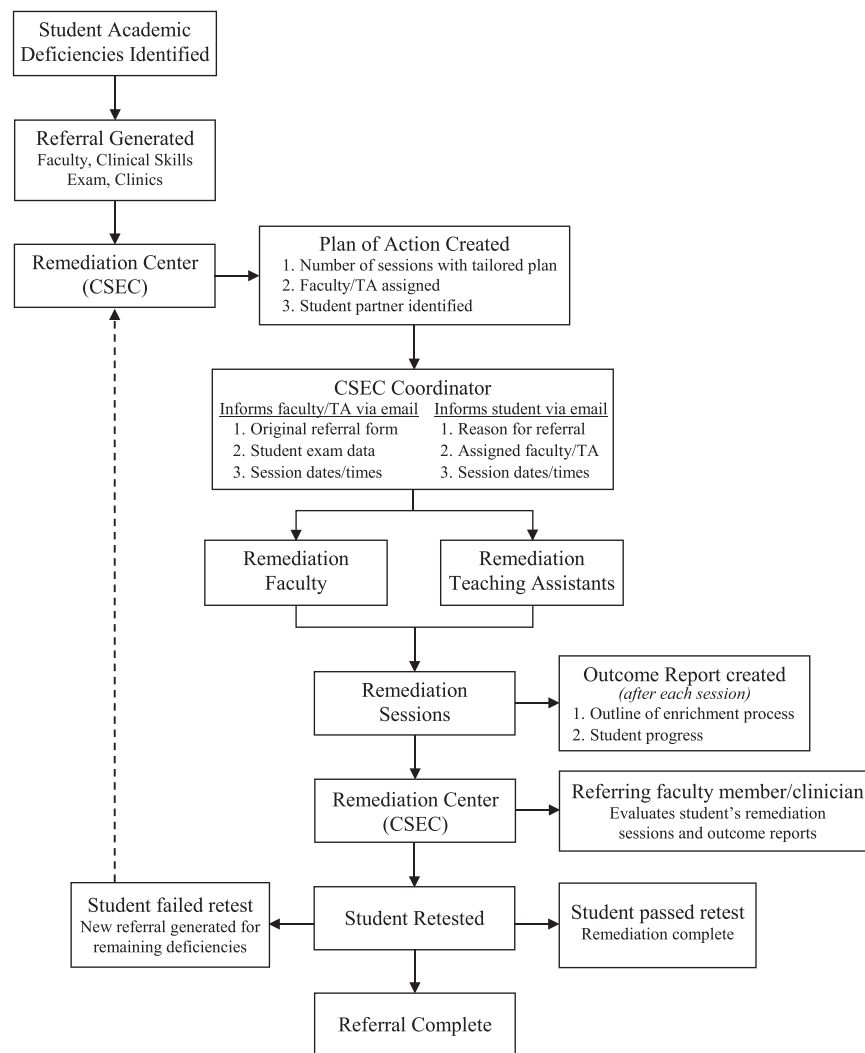 Student Academic
Deficiencies Identified
Referral Generated
Faculty, Clinical Skills
Exam, Clinics
Remediation Center
(CSEC)
Plan of Action Created
1. Number of sessions with tailored plan
2. Faculty/TA assigned
3. Student partner identified
CSEC Coordinator
Informs faculty/TA via email
1. Original referral form
2. Student exam data
3. Session dates/times
Informs student via email
1. Reason for referral
2. Assigned faculty/TA
3. Session dates/times
Remediation
Faculty
Remediation
Teaching Assistants
Remediation
Sessions
Outcome Report created
(after each session)
1. Outline of enrichment process
2. Student progress
Remediation Center
(CSEC)
Referring faculty member/clinician
Evaluates student’s remediation
sessions and outcome reports
Student failed retest
New referral generated for
remaining deficiencies
Student Retested
Student passed retest
Remediation complete
Referral Complete